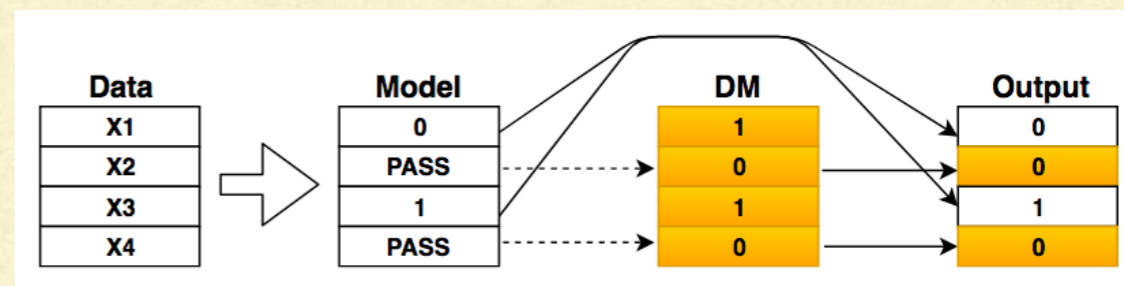 Data Model DM Output
X1 0 1 0
X2 PASS 0 0
X3 1 1 1
X4 PASS 0 0